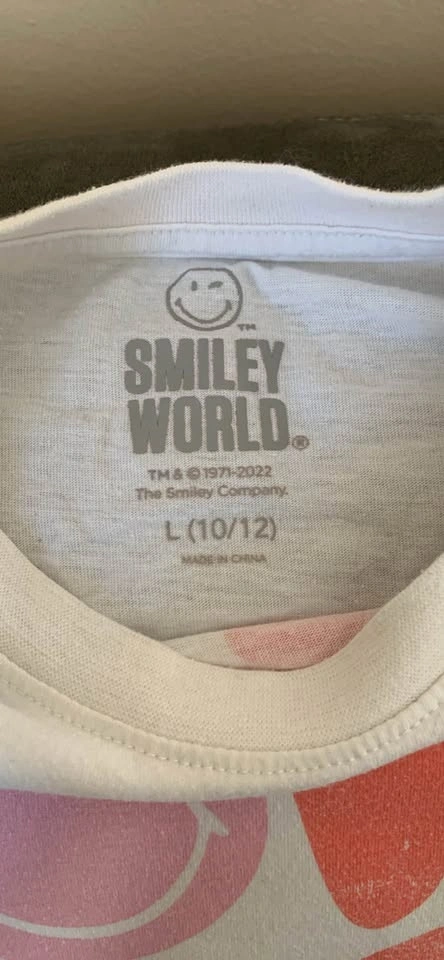 TM
SMILEY
WORLD®
TM & © 1971-2022
The Smiley Company.
L (10/12)
MADE IN CHINA